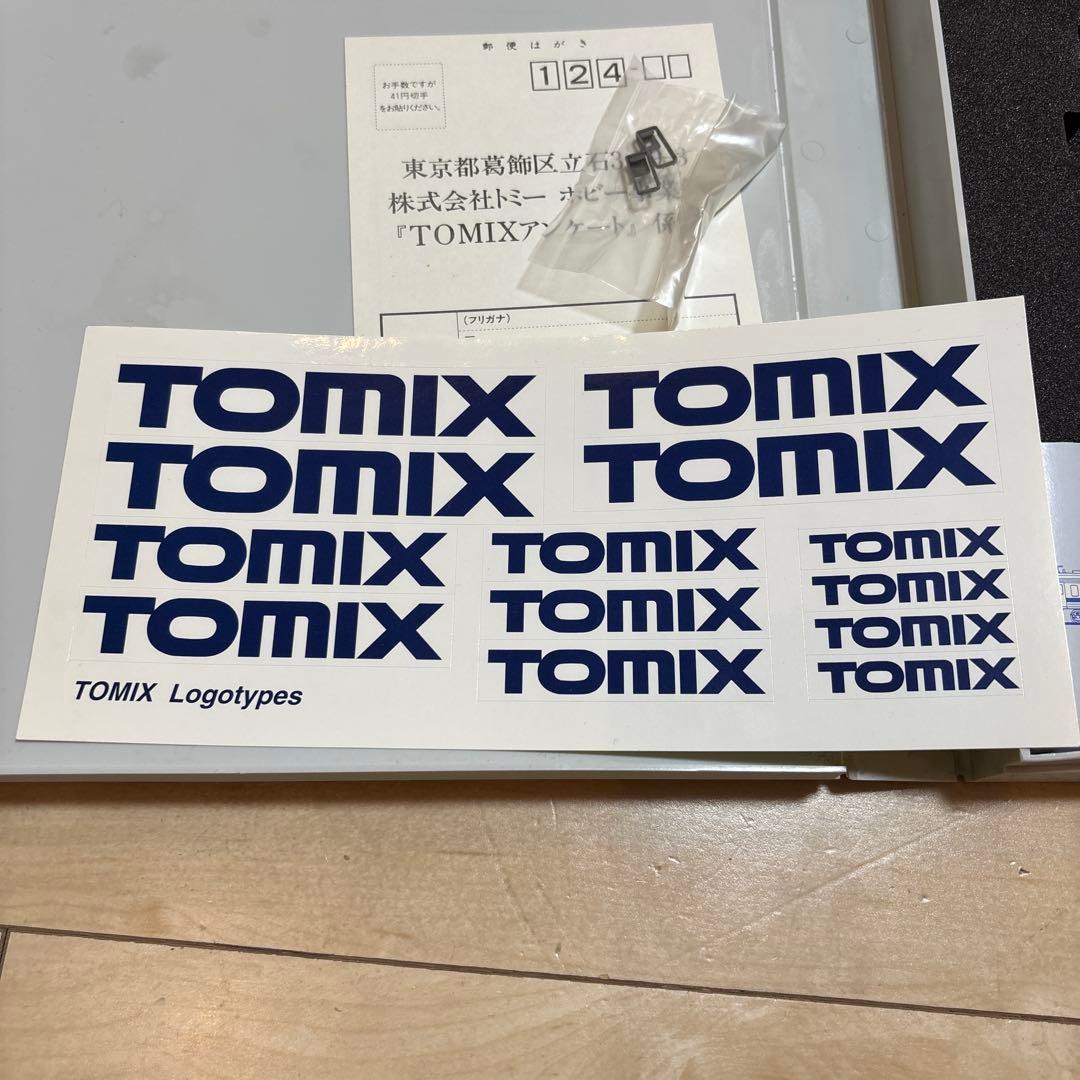 郵便はがき
お手数ですが
41円切手
をお貼りください。
124-
東京都葛飾区立石3
株式会社トミー ホビー
『TOMIXアンケート』係
(フリガナ)
TOMIX TOMIX
TOMIX TOMIX
TOMIX TOMIX TOMIX
TOMIX TOMIX
TOMIX TOMIX
TOMIX TOMIX
TOMIX Logotypes